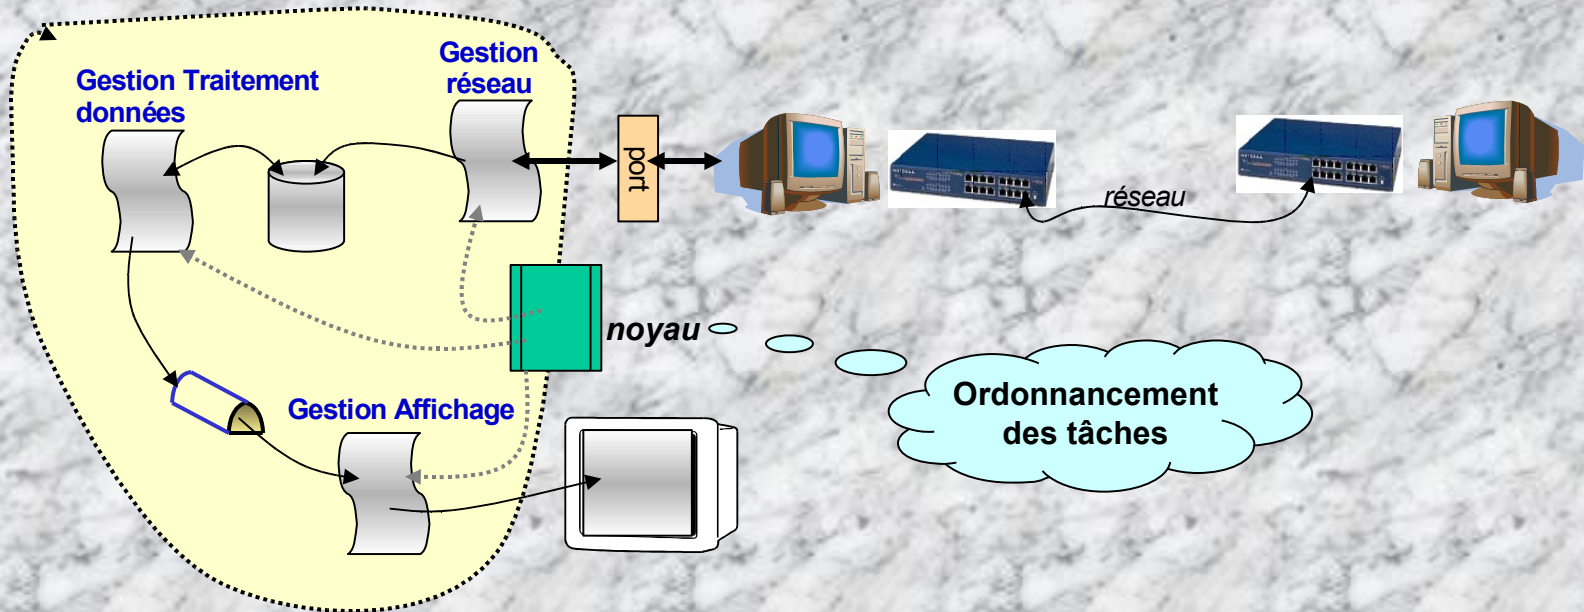 Gestion Traitement
données
Gestion
réseau
port
réseau
noyau
Gestion Affichage
Ordonnancement
des tâches